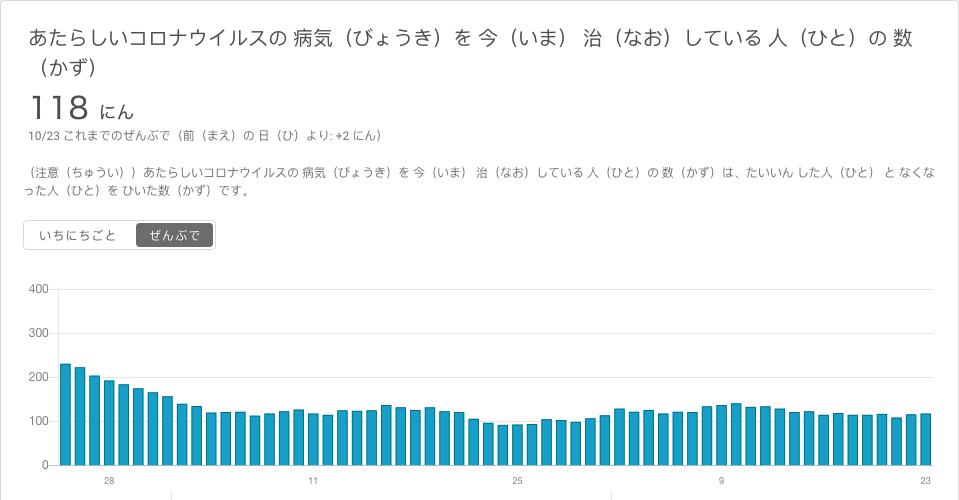 あたらしいコロナウイルスの 病気（びょうき）を 今（いま） 治（なお）している 人（ひと）の 数
（かず）
118 にん
10/23 これまでのぜんぶで（前（まえ）の 日（ひ）より: +2 にん）
（注意（ちゅうい））あたらしいコロナウイルスの 病気（びょうき）を 今（いま） 治（なお）している 人（ひと）の 数（かず）は、たいいん した人（ひと） と なくな
った人（ひと）を ひいた数（かず）です。
いちにちごと ぜんぶで
400
300
200
100
0
28 11 25 9 23